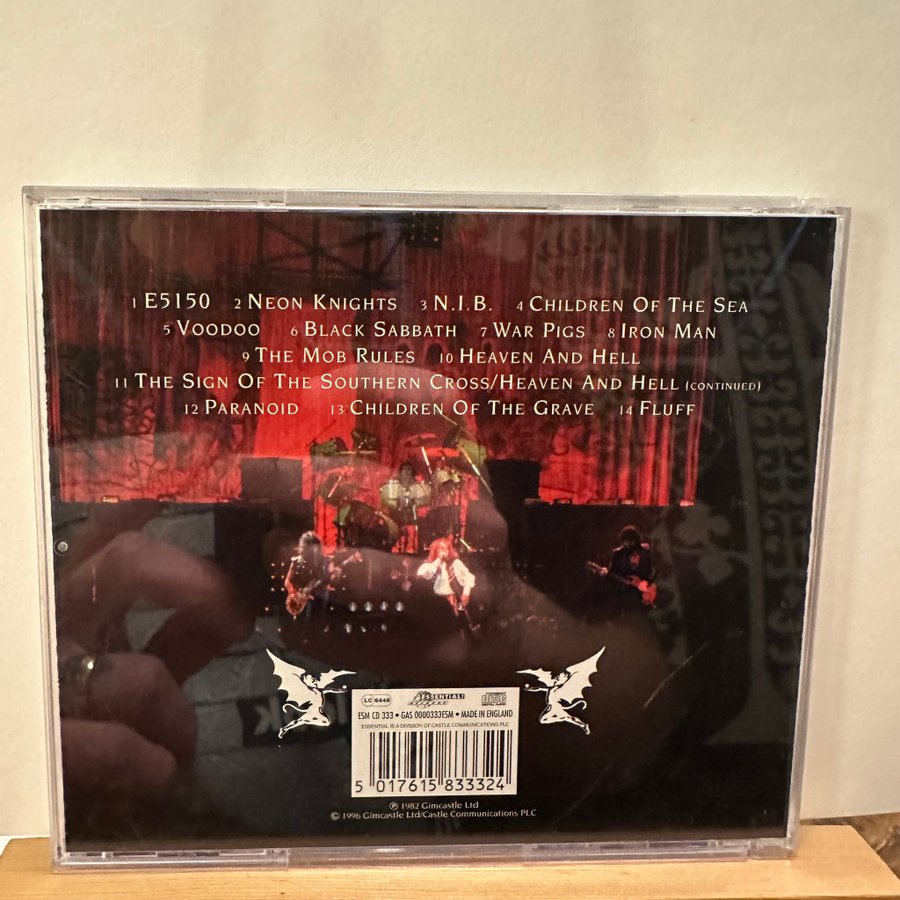 1 E5150 2 NEON KNIGHTS 3 N.I.B. 4 CHILDREN OF THE SEA
5 VOODOO 6 BLACK SABBATH 7 WAR PIGS 8 IRON MAN
9 THE MOB RULES 10 HEAVEN AND HELL
11 THE SIGN OF THE SOUTHERN CROSS/HEAVEN AND HELL (CONTINUED)
12 PARANOID 13 CHILDREN OF THE GRAVE 14 FLUFF
LC 6448 ESSENTIAL!
ESM CD 333 • GAS 0000333ESM • MADE IN ENGLAND
ESSENTIAL IS A DIVISION OF CASTLE COMMUNICATIONS PLC
5 017615 833324
℗ 1982 Gimcastle Ltd
© 1996 Gimcastle Ltd/Castle Communications PLC